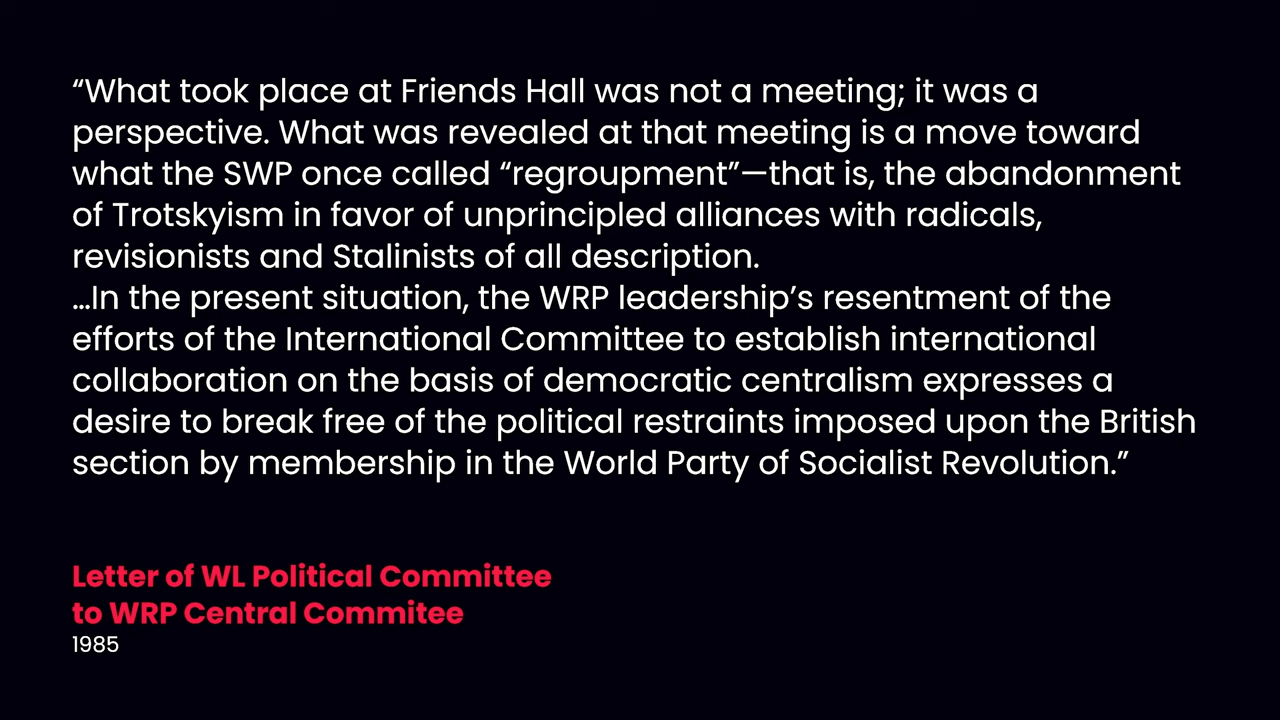 “What took place at Friends Hall was not a meeting; it was a
perspective. What was revealed at that meeting is a move toward
what the SWP once called “regroupment”—that is, the abandonment
of Trotskyism in favor of unprincipled alliances with radicals,
revisionists and Stalinists of all description.
…In the present situation, the WRP leadership’s resentment of the
efforts of the International Committee to establish international
collaboration on the basis of democratic centralism expresses a
desire to break free of the political restraints imposed upon the British
section by membership in the World Party of Socialist Revolution.”
Letter of WL Political Committee
to WRP Central Commitee
1985